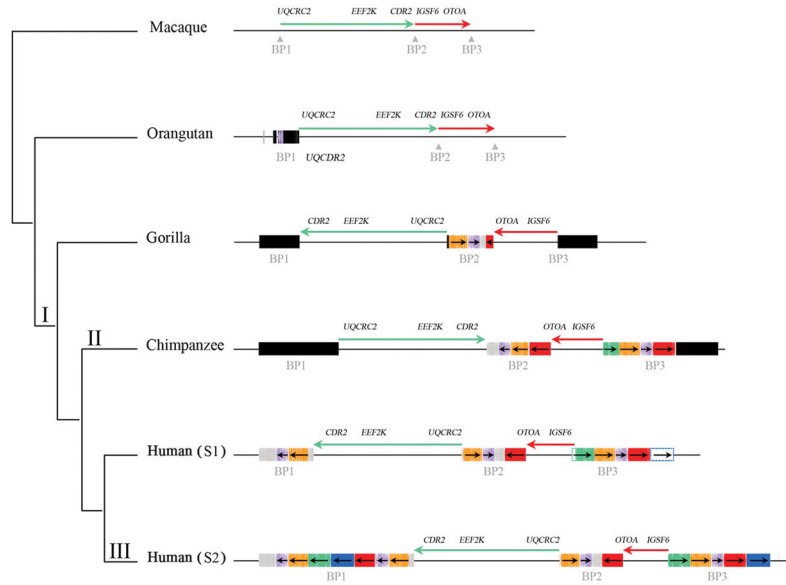 UQCRC2 EEF2K CDR2 IGSF6 OTOA
Macaque
BP1 BP2 BP3
UQCRC2 EEF2K CDR2 IGSF6 OTOA
Orangutan
BP1 UQCDR2 BP2 BP3
CDR2 EEF2K UQCRC2 OTOA IGSF6
Gorilla
BP1 BP2 BP3
I
II
UQCRC2 EEF2K CDR2 OTOA IGSF6
Chimpanzee
BP1 BP2 BP3
CDR2 EEF2K UQCRC2 OTOA IGSF6
Human (S1)
BP1 BP2 BP3
CDR2 EEF2K UQCRC2 OTOA IGSF6
III Human (S2)
BP1 BP2 BP3